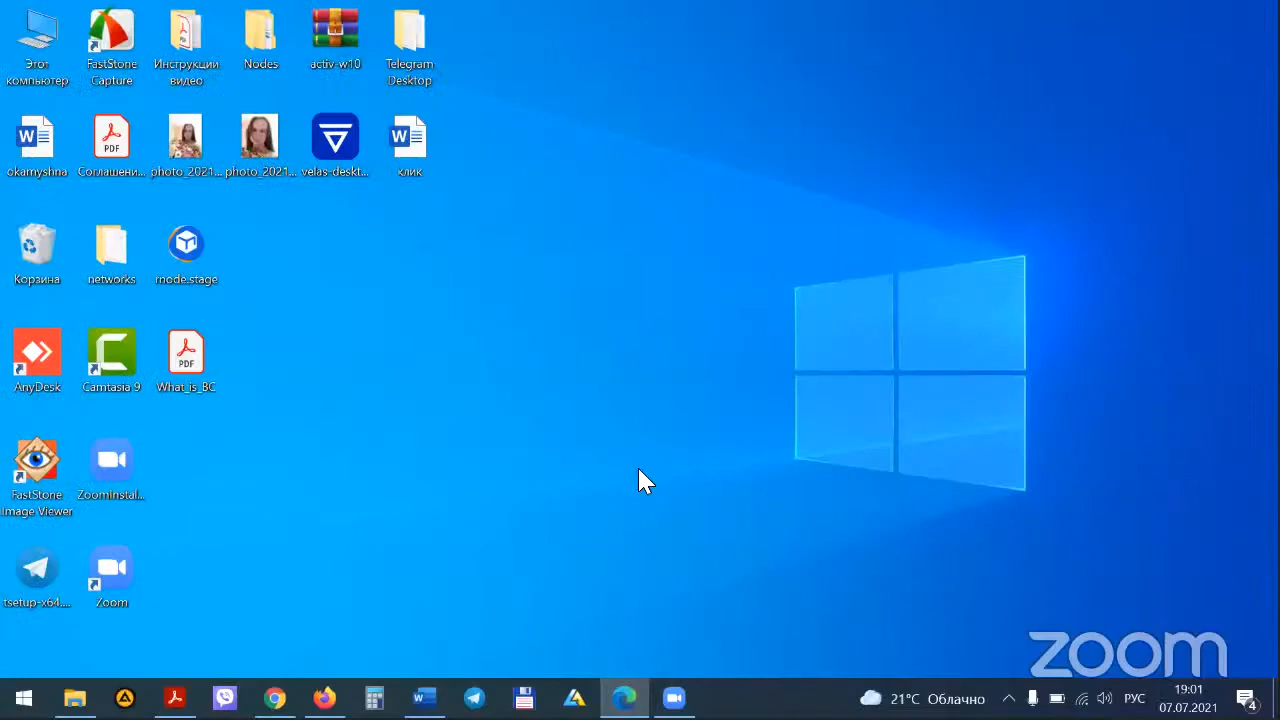 Этот
компьютер
FastStone
Capture
Инструкции
видео
Nodes
activ-w10
Telegram
Desktop
okamyshna
Соглашени...
photo_2021...
photo_2021...
velas-deskt...
клик
PDF
Корзина
networks
mode.stage
AnyDesk
Camtasia 9
What_is_BC
PDF
FastStone
Image Viewer
Zoominstal...
tsetup-x64....
Zoom
zoom
21°C Облачно
РУС
19:01
07.07.2021
4